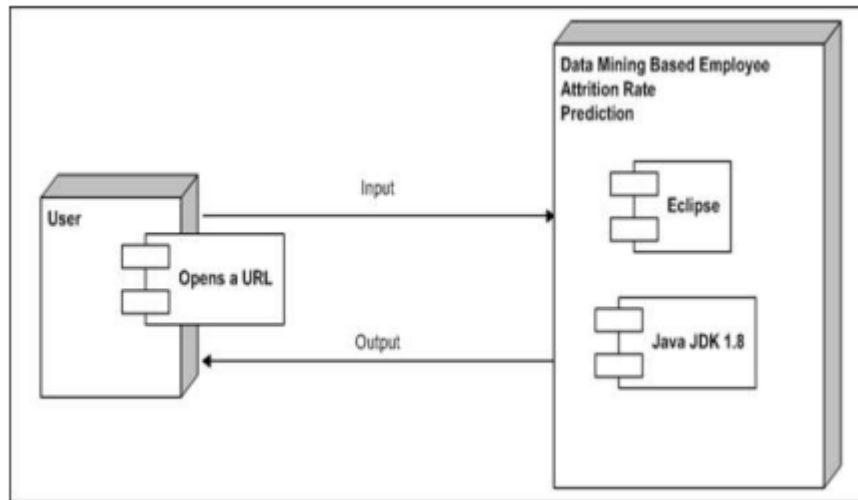 Data Mining Based Employee
Attrition Rate
Prediction
Eclipse
Input
User
Opens a URL
Output
Java JDK 1.8